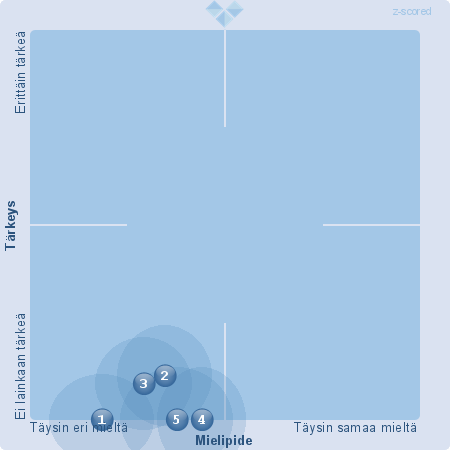 z-scored
Erittäin tärkeä
Tärkeys
Ei lainkaan tärkeä
2
3
1
5
4
Täysin eri mieltä
Täysin samaa mieltä
Mielipide